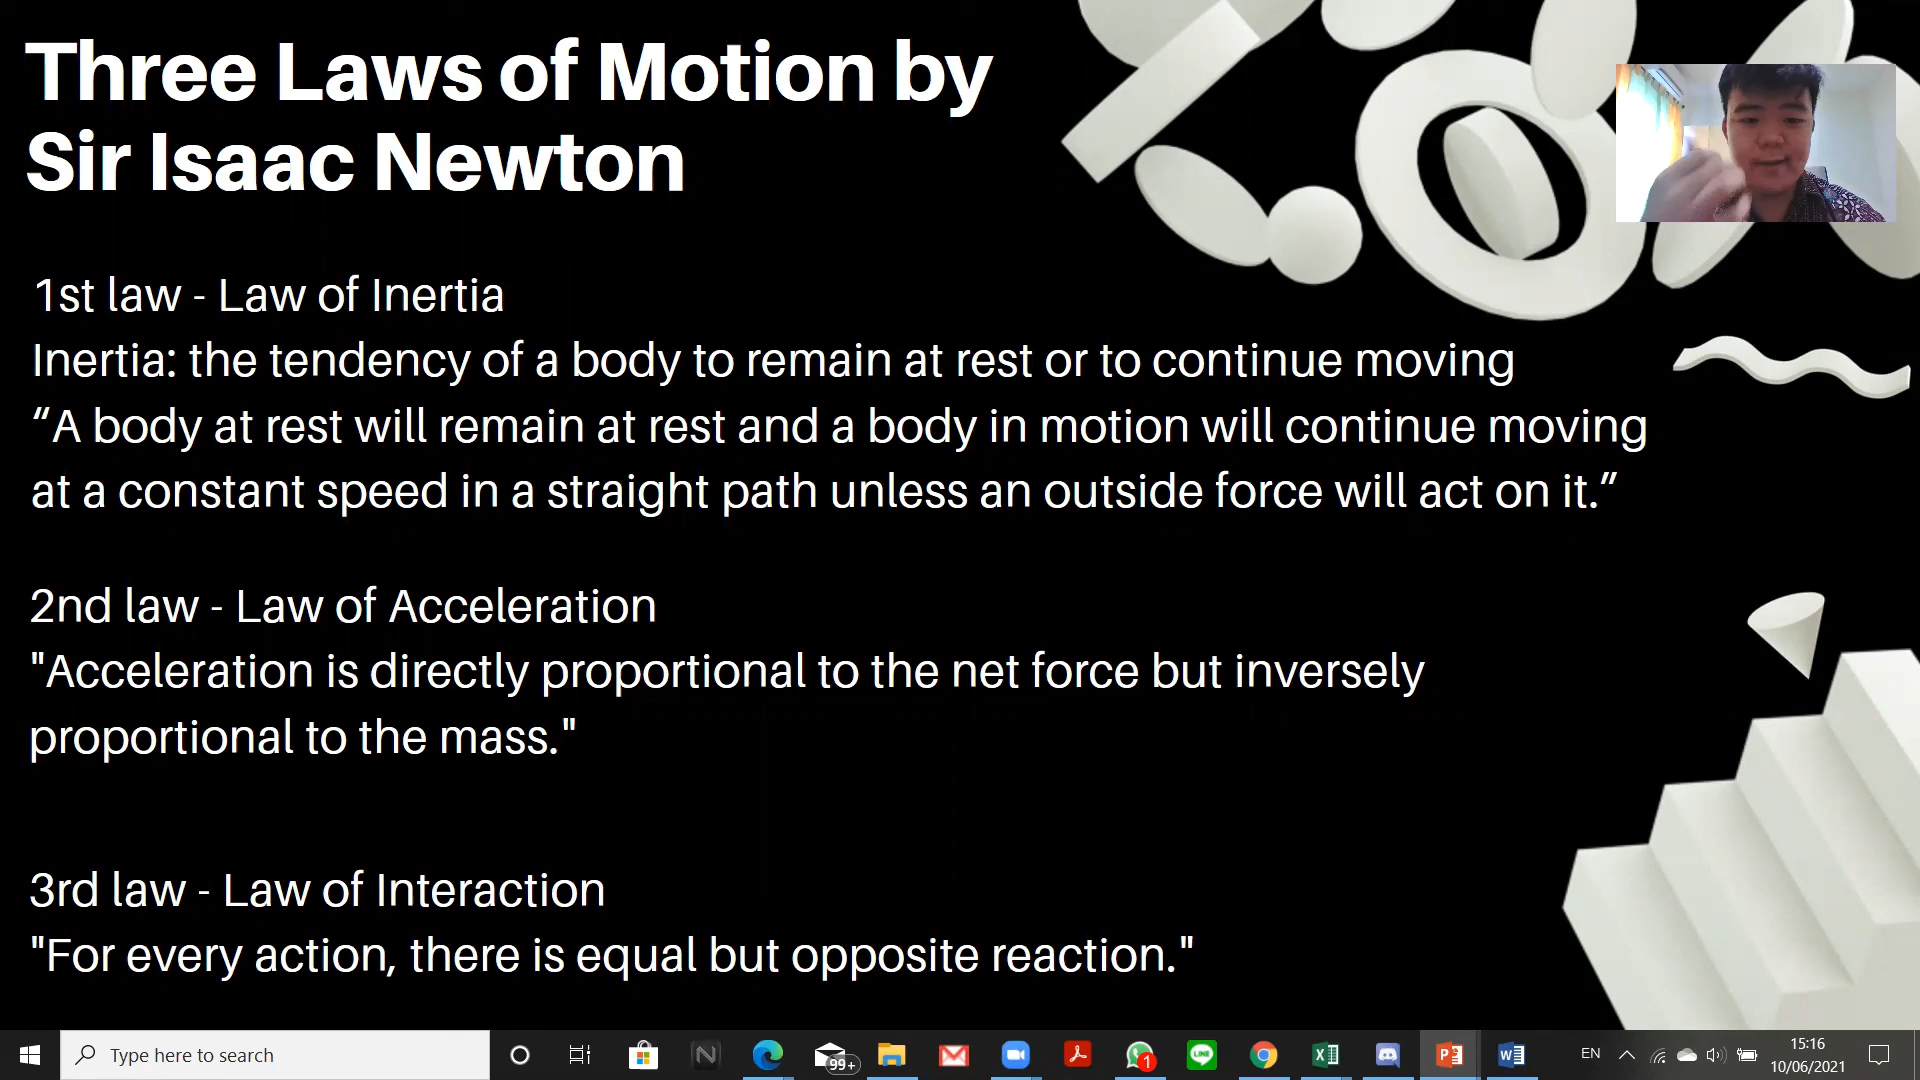 Three Laws of Motion by
Sir Isaac Newton
1st law - Law of Inertia
Inertia: the tendency of a body to remain at rest or to continue moving
“A body at rest will remain at rest and a body in motion will continue moving
at a constant speed in a straight path unless an outside force will act on it.”
2nd law - Law of Acceleration
"Acceleration is directly proportional to the net force but inversely
proportional to the mass."
3rd law - Law of Interaction
"For every action, there is equal but opposite reaction."
Type here to search
N
99+
1
LINE
X
P
W
EN
15:16
10/06/2021